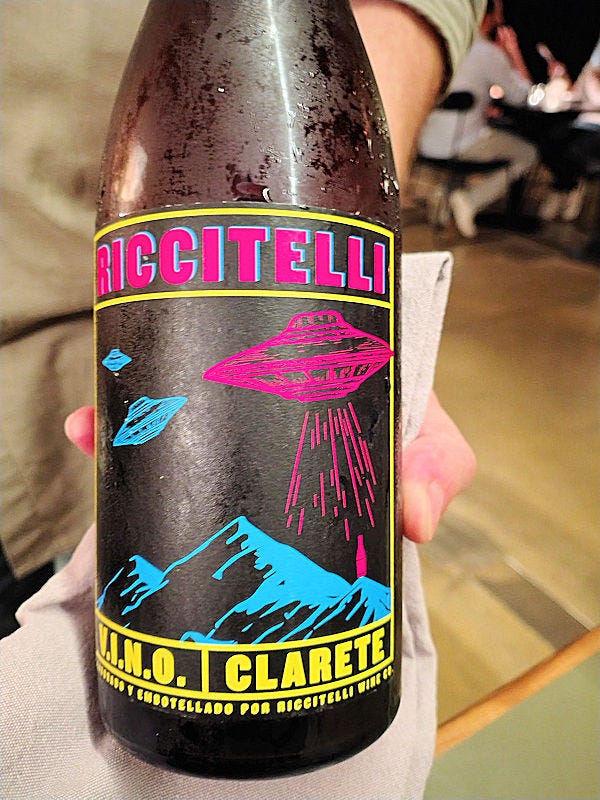 RICCITELLI
V.I.N.O. | CLARETE
Y EMBOTELLADO POR RICCITELLI WINE CO.